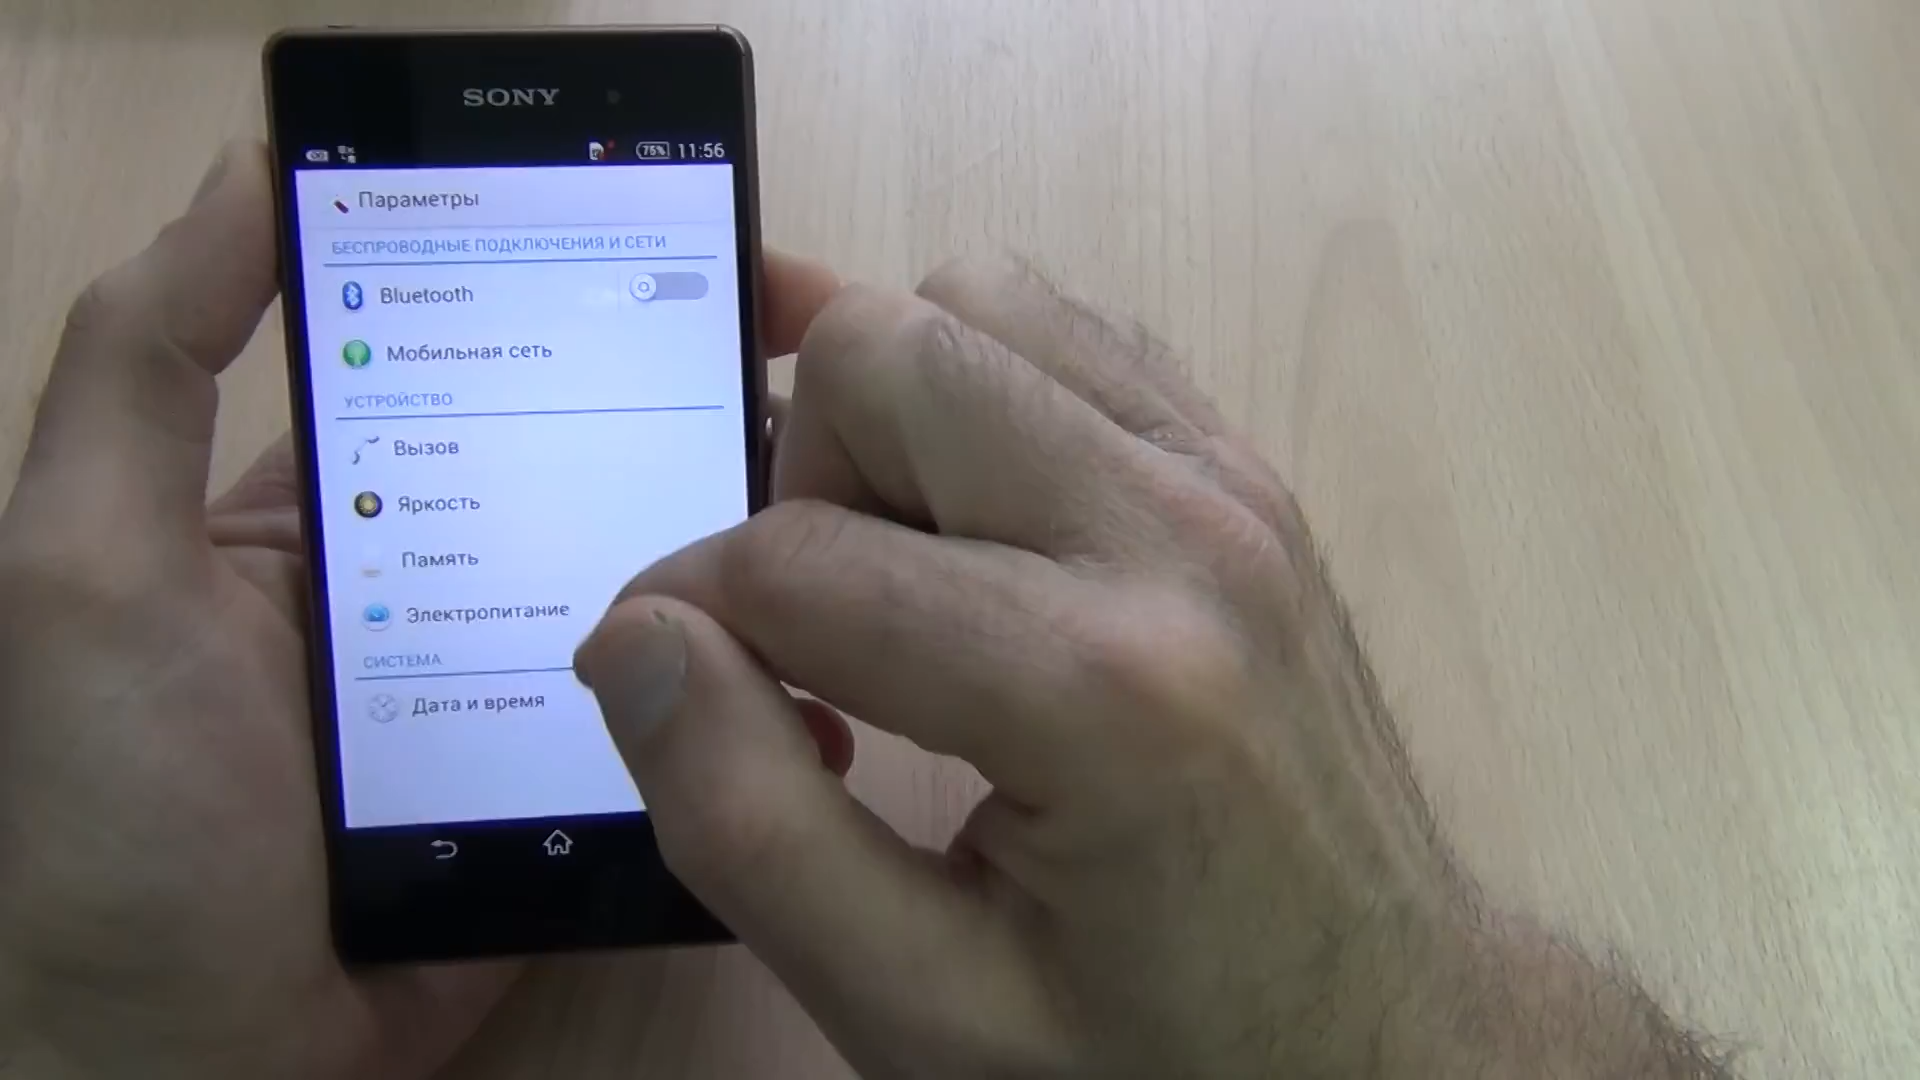 SONY
75% 11:56
Параметры
БЕСПРОВОДНЫЕ ПОДКЛЮЧЕНИЯ И СЕТИ
Bluetooth
Мобильная сеть
УСТРОЙСТВО
Вызов
Яркость
Память
Электропитание
СИСТЕМА
Дата и время